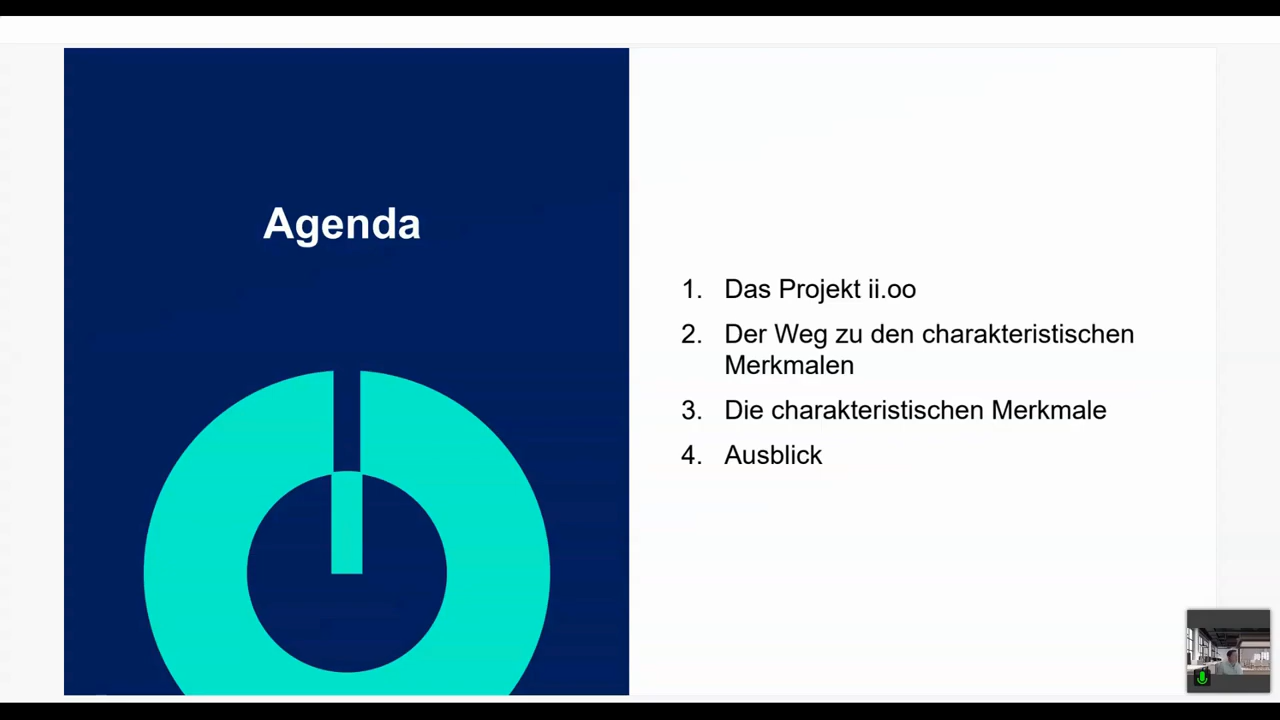 Agenda
1. Das Projekt ii.oo
2. Der Weg zu den charakteristischen
Merkmalen
3. Die charakteristischen Merkmale
4. Ausblick